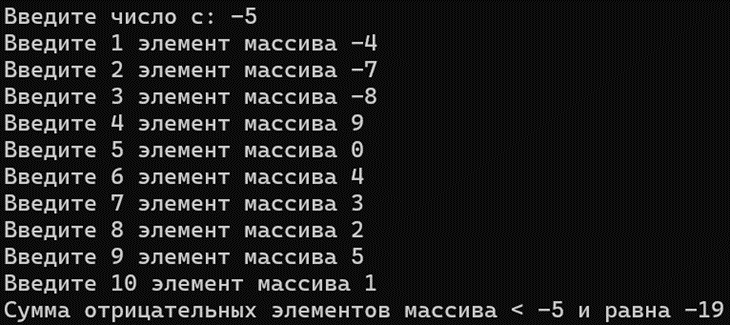 Введите число с: -5
Введите 1 элемент массива -4
Введите 2 элемент массива -7
Введите 3 элемент массива -8
Введите 4 элемент массива 9
Введите 5 элемент массива 0
Введите 6 элемент массива 4
Введите 7 элемент массива 3
Введите 8 элемент массива 2
Введите 9 элемент массива 5
Введите 10 элемент массива 1
Сумма отрицательных элементов массива < -5 и равна -19